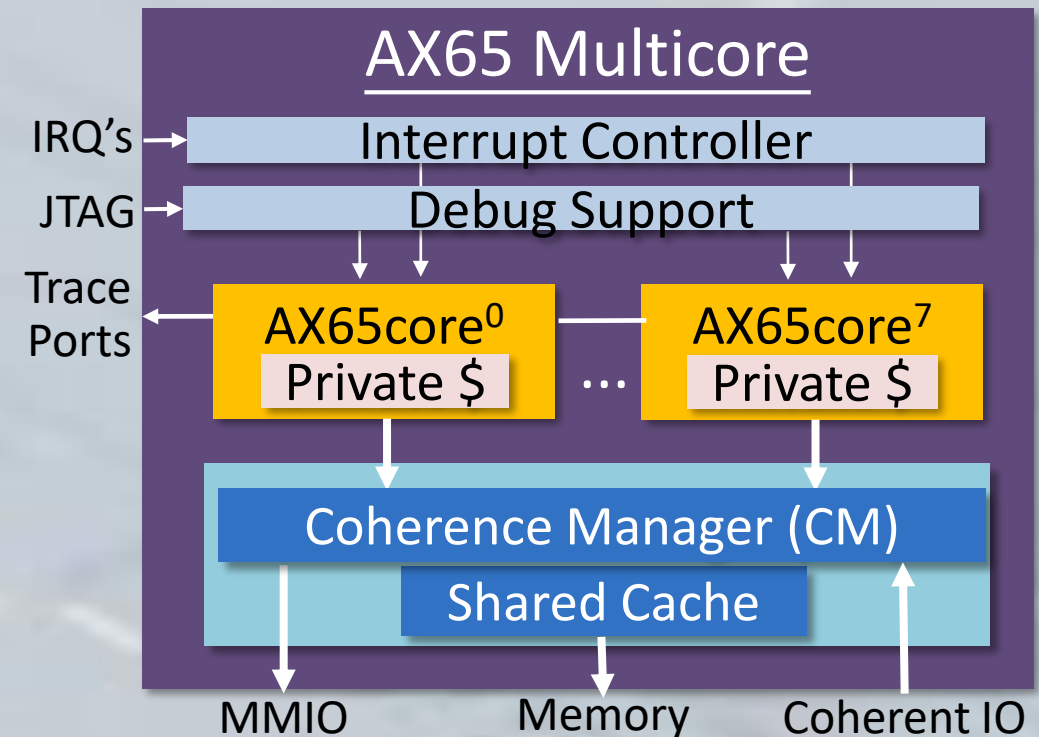 AX65 Multicore
IRQ's
Interrupt Controller
JTAG
Debug Support
Trace
Ports
AX65core⁰
AX65core⁷
Private $
...
Private $
Coherence Manager (CM)
Shared Cache
MMIO
Memory
Coherent IO